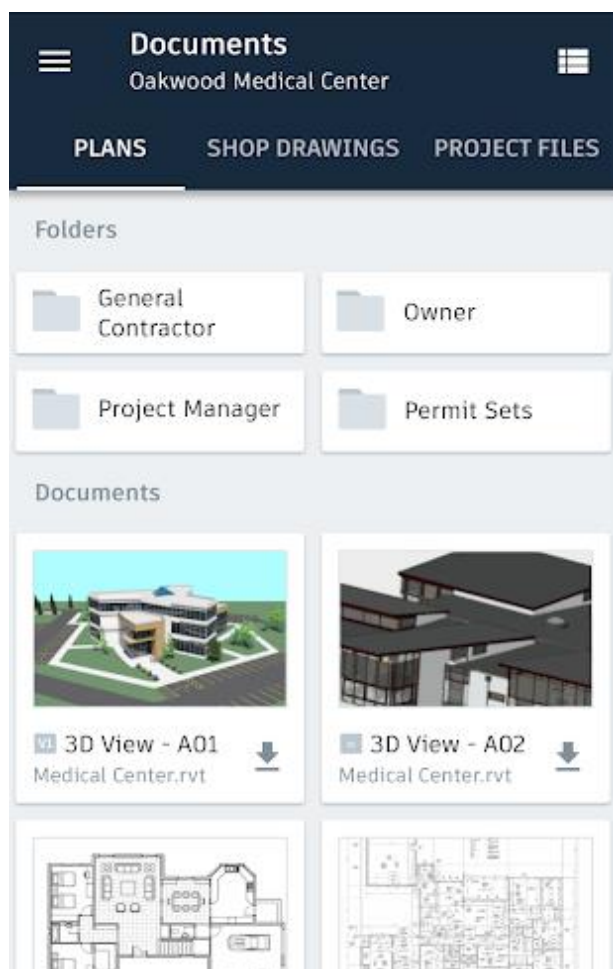 Documents
Oakwood Medical Center
PLANS SHOP DRAWINGS PROJECT FILES
Folders
General
Contractor
Owner
Project Manager
Permit Sets
Documents
V1 3D View - A01
Medical Center.rvt
3D View - A02
Medical Center.rvt